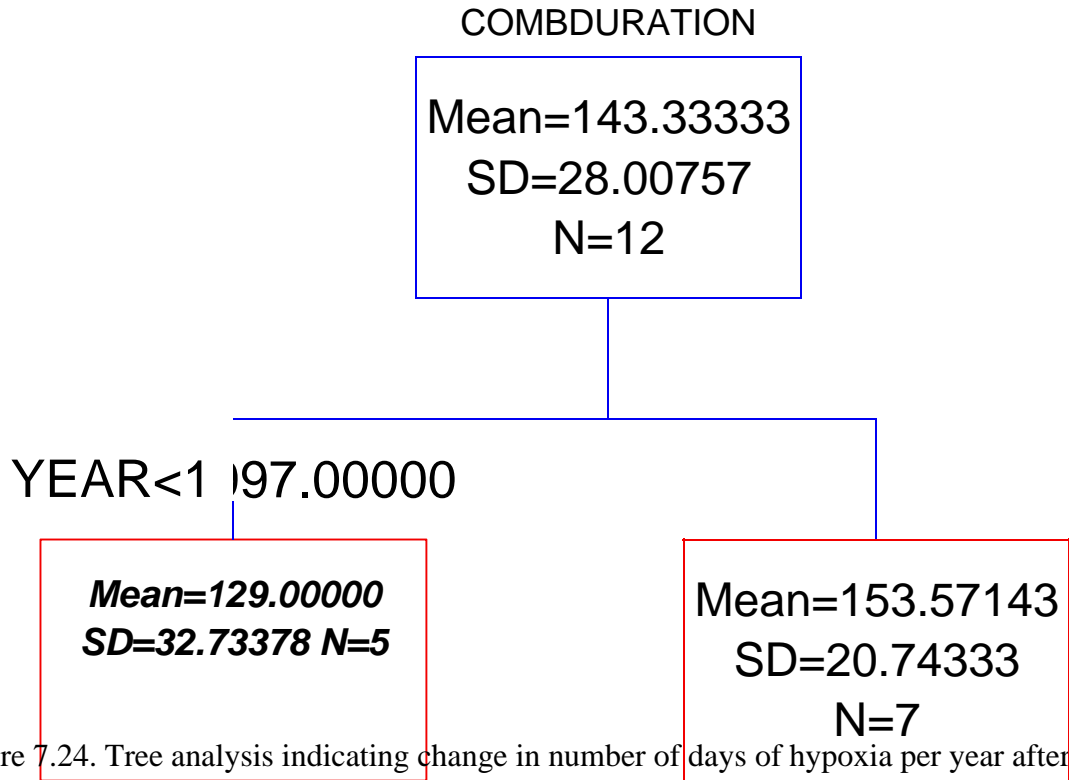 COMBDURATION
Mean=143.33333
SD=28.00757
N=12
YEAR<1 97.00000
Mean=129.00000
SD=32.73378 N=5
Mean=153.57143
SD=20.74333
N=7
re 7.24. Tree analysis indicating change in number of days of hypoxia per year after